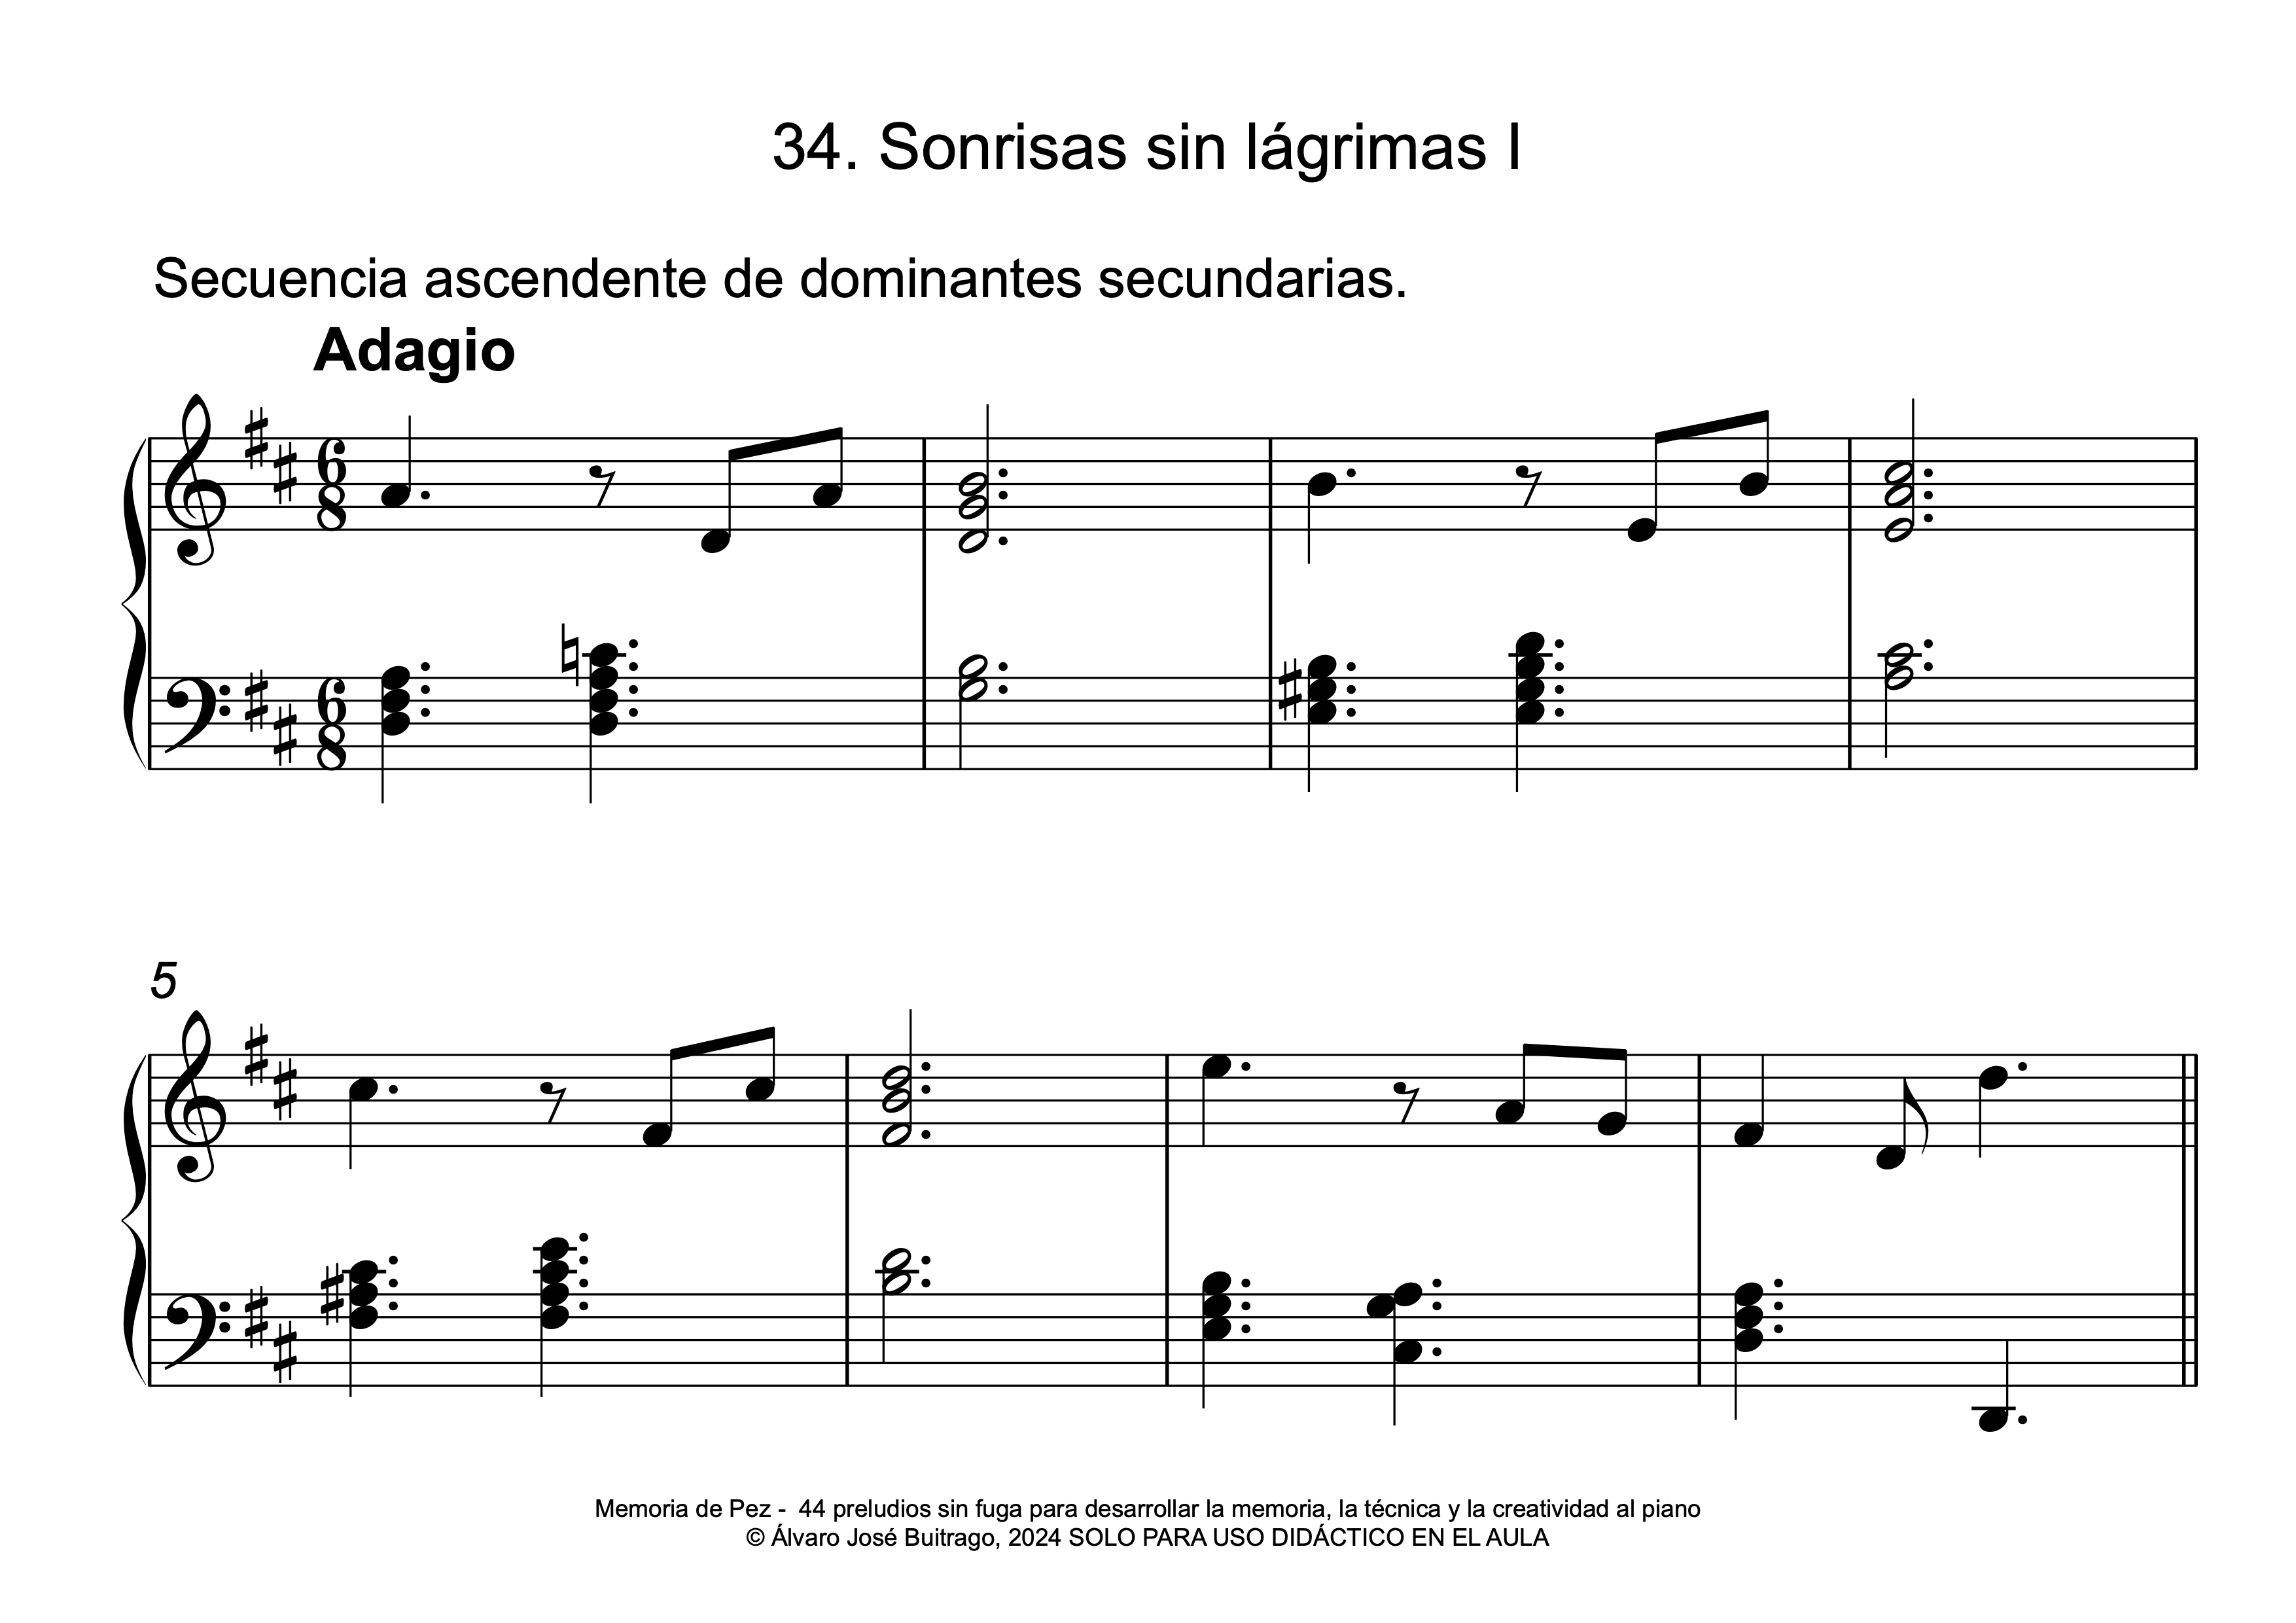 34. Sonrisas sin lágrimas I
Secuencia ascendente de dominantes secundarias.
Adagio
6
8
6
8
5
Memoria de Pez -  44 preludios sin fuga para desarrollar la memoria, la técnica y la creatividad al piano
© Álvaro José Buitrago, 2024 SOLO PARA USO DIDÁCTICO EN EL AULA